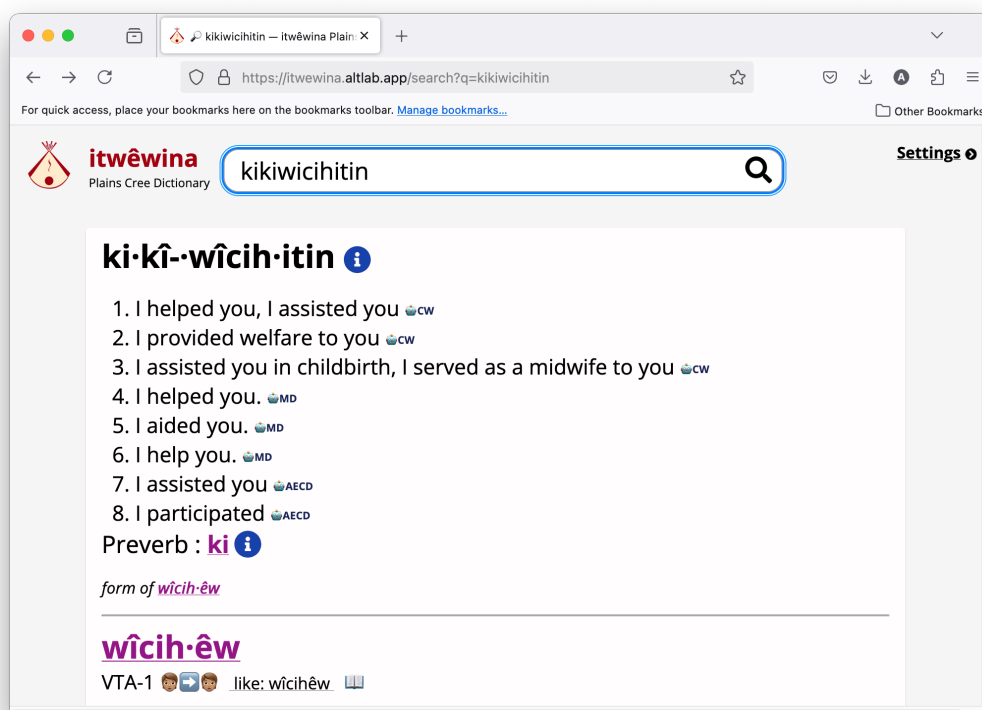 kikiwicihitin — itwêwina Plain
https://itwewina.altlab.app/search?q=kikiwicihitin
A
For quick access, place your bookmarks here on the bookmarks toolbar. Manage bookmarks...
Other Bookmarks
itwêwina
Plains Cree Dictionary
kikiwicihitin
Settings
ki·kî-·wîcih·itin i
1. I helped you, I assisted you CW
2. I provided welfare to you CW
3. I assisted you in childbirth, I served as a midwife to you CW
4. I helped you. MD
5. I aided you. MD
6. I help you. MD
7. I assisted you AECD
8. I participated AECD
Preverb : ki i
form of wîcih·êw
wîcih·êw
VTA-1 like: wîcihêw